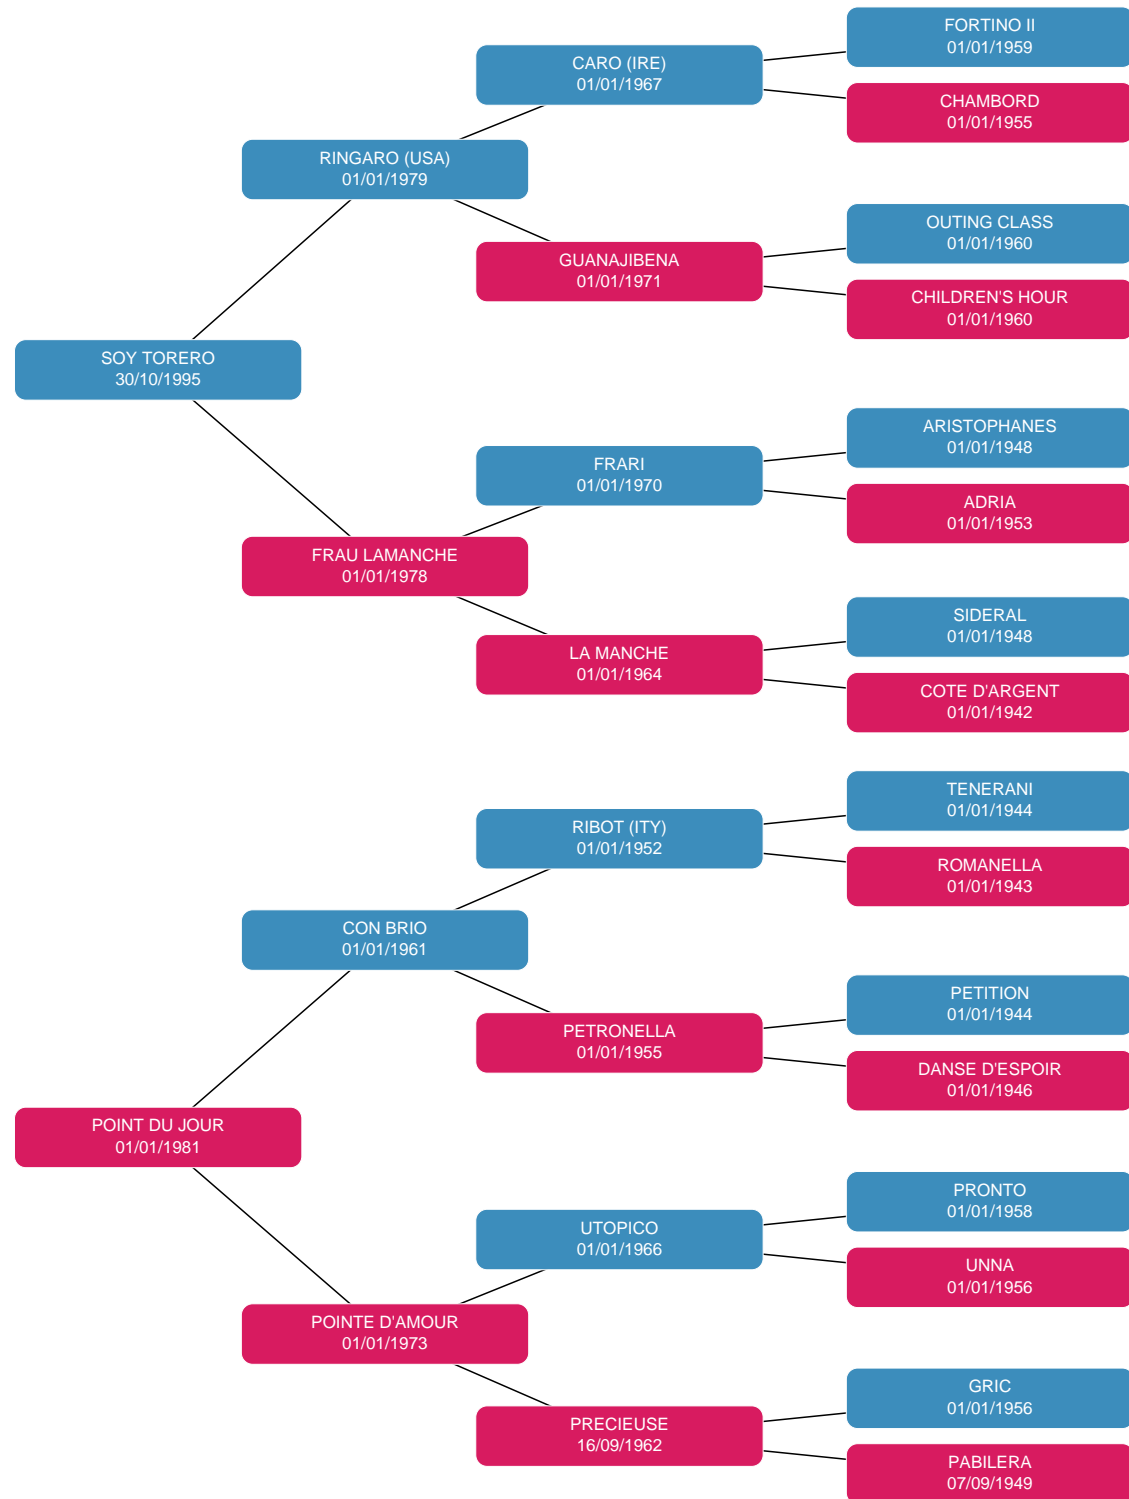 FORTINO II
01/01/1959
CARO (IRE)
01/01/1967
CHAMBORD
01/01/1955
RINGARO (USA)
01/01/1979
OUTING CLASS
01/01/1960
GUANAJIBENA
01/01/1971
CHILDREN'S HOUR
01/01/1960
SOY TORERO
30/10/1995
ARISTOPHANES
01/01/1948
FRARI
01/01/1970
ADRIA
01/01/1953
FRAU LAMANCHE
01/01/1978
SIDERAL
01/01/1948
LA MANCHE
01/01/1964
COTE D'ARGENT
01/01/1942
TENERANI
01/01/1944
RIBOT (ITY)
01/01/1952
ROMANELLA
01/01/1943
CON BRIO
01/01/1961
PETITION
01/01/1944
PETRONELLA
01/01/1955
DANSE D'ESPOIR
01/01/1946
POINT DU JOUR
01/01/1981
PRONTO
01/01/1958
UTOPICO
01/01/1966
UNNA
01/01/1956
POINTE D'AMOUR
01/01/1973
GRIC
01/01/1956
PRECIEUSE
16/09/1962
PABILERA
07/09/1949